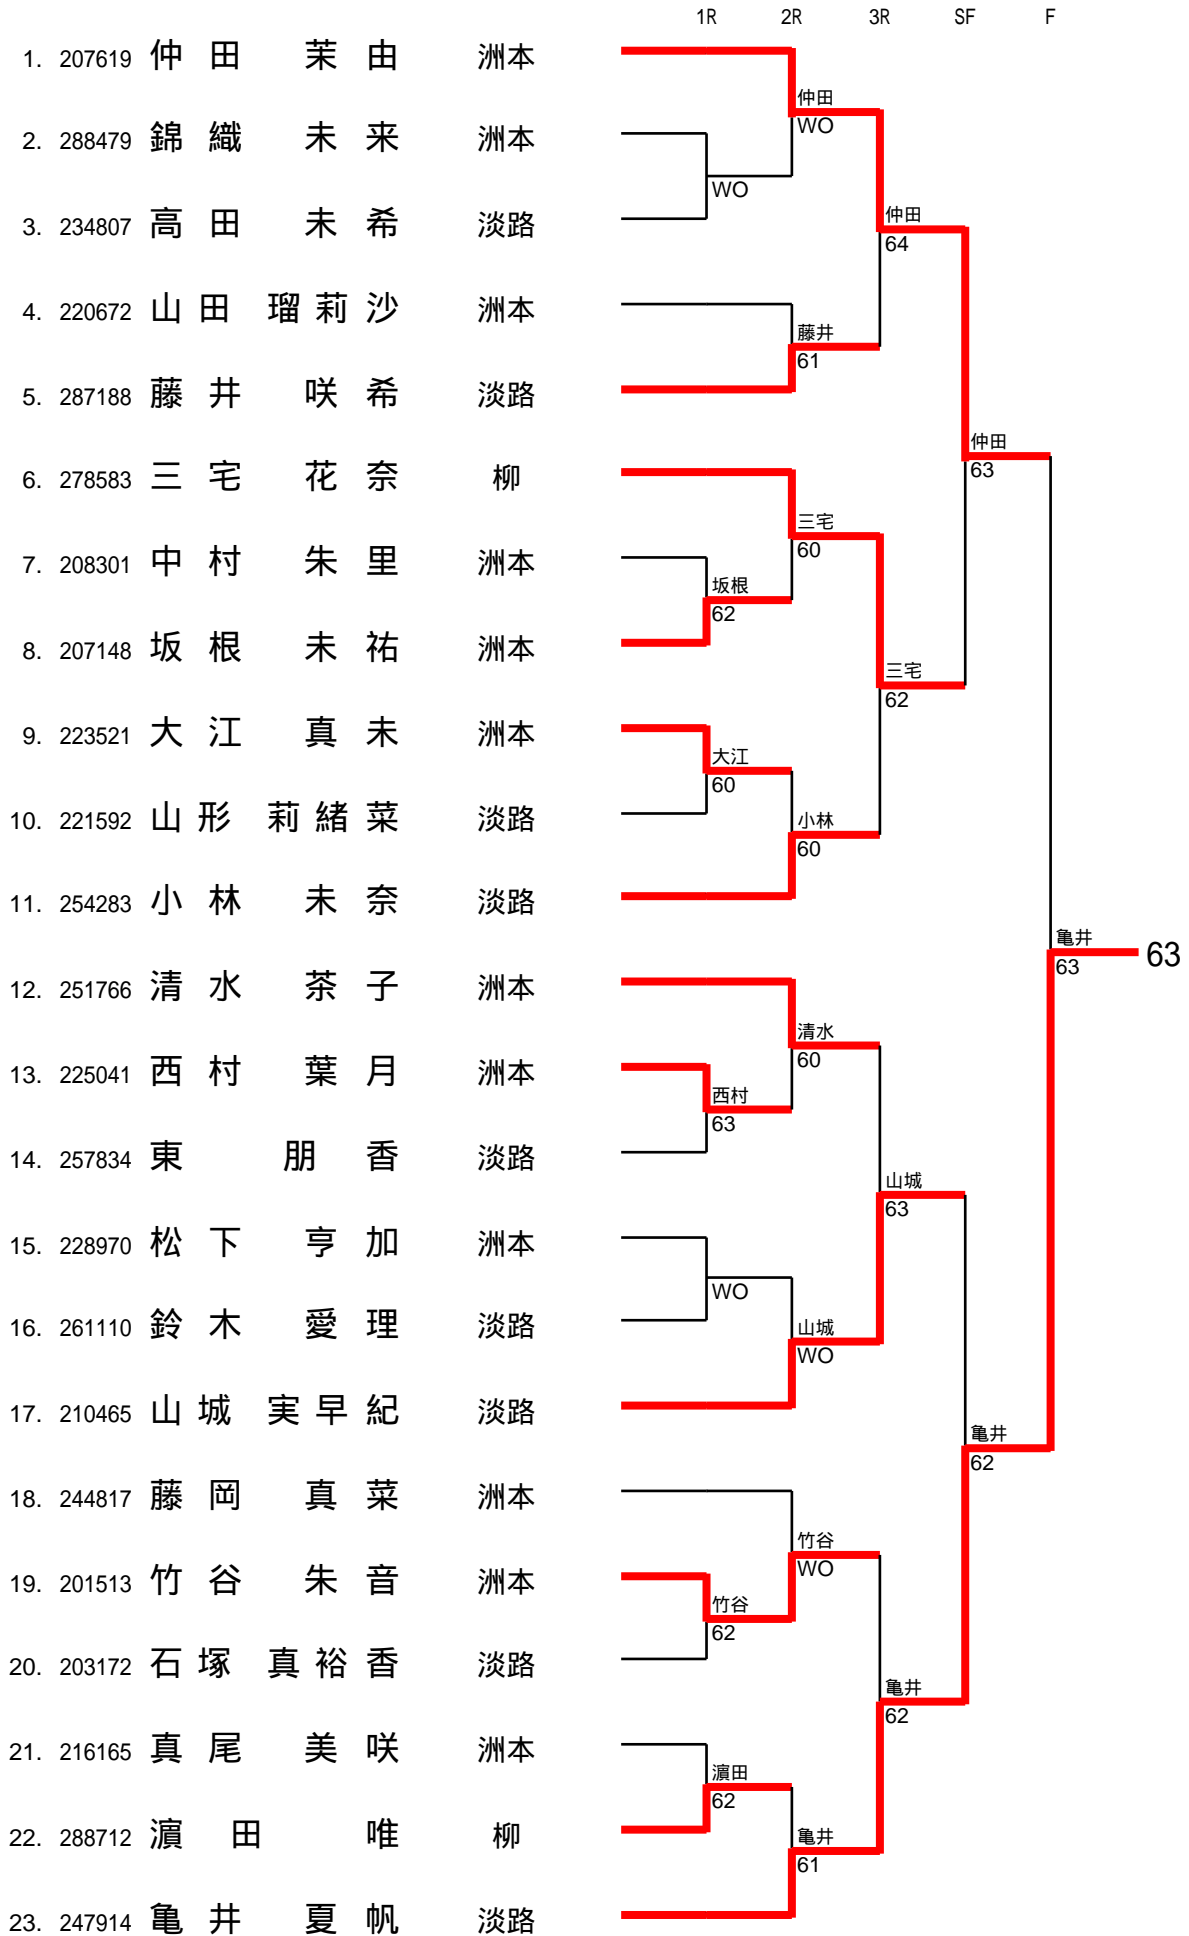 1R 2R 3R SF F
1. 207619 仲田 茉由 洲本
仲田
WO
2. 288479 錦織 未来 洲本
WO
3. 234807 高田 未希 淡路
仲田
64
4. 220672 山田 瑠莉沙 洲本
藤井
61
5. 287188 藤井 咲希 淡路
仲田
63
6. 278583 三宅 花奈 柳
三宅
60
7. 208301 中村 朱里 洲本
坂根
62
8. 207148 坂根 未祐 洲本
三宅
62
9. 223521 大江 真未 洲本
大江
60
10. 221592 山形 莉緒菜 淡路
小林
60
11. 254283 小林 未奈 淡路
亀井
63 63
12. 251766 清水 茶子 洲本
清水
60
13. 225041 西村 葉月 洲本
西村
63
14. 257834 東 朋香 淡路
山城
63
15. 228970 松下 亨加 洲本
WO
16. 261110 鈴木 愛理 淡路
山城
WO
17. 210465 山城 実早紀 淡路
亀井
62
18. 244817 藤岡 真菜 洲本
竹谷
WO
19. 201513 竹谷 朱音 洲本
竹谷
62
20. 203172 石塚 真裕香 淡路
亀井
62
21. 216165 真尾 美咲 洲本
濵田
62
22. 288712 濵田 唯 柳
亀井
61
23. 247914 亀井 夏帆 淡路